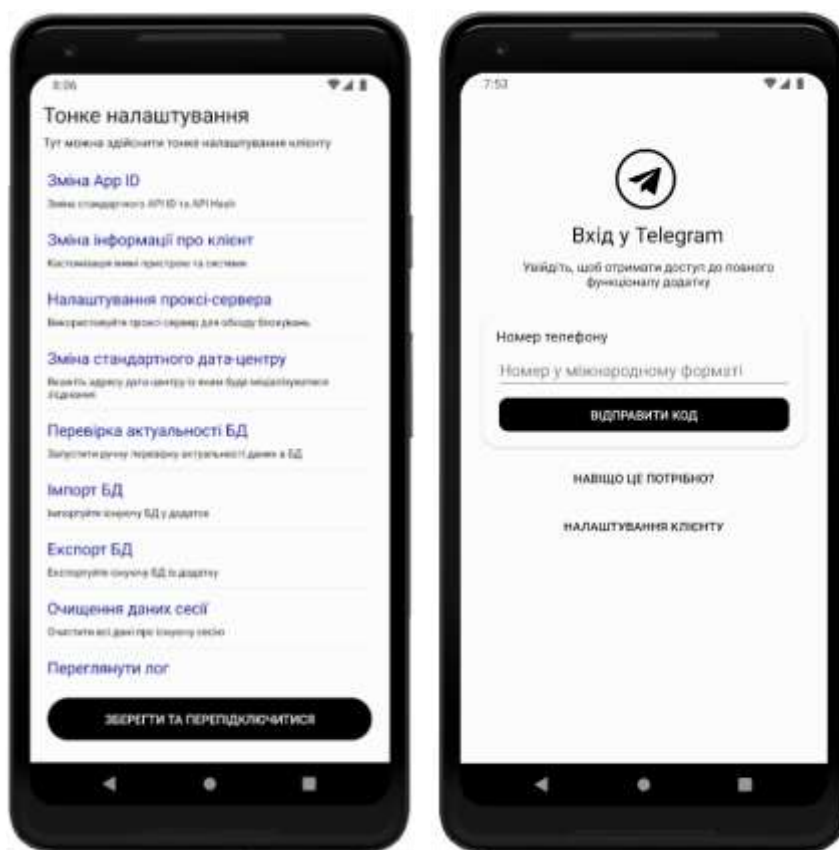 8:06
Тонке налаштування
Тут можна здійснити тонке налаштування клієнту
Зміна App ID
Зміна стандартного API ID та API Hash
Зміна інформації про клієнт
Кастомізація назви пристрою та системи
Налаштування проксі-сервера
Використовуйте проксі-сервер для обходу блокувань
Зміна стандартного дата-центру
Вкажіть адресу дата-центру із яким буде
з'єднання
Перевірка актуальності БД
Запустити ручну перевірку актуальності даних в БД
Імпорт БД
Імпортуйте існуючу БД у додаток
Експорт БД
Експортуйте існуючу БД із додатку
Очищення даних сесії
Очистити всі дані про існуючу сесію
Переглянути лог
ЗБЕРЕГТИ ТА ПЕРЕПІДКЛЮЧИТИСЯ
7:53
Вхід у Telegram
Увійдіть, щоб отримати доступ до повного
функціоналу додатку
Номер телефону
Номер у міжнародному форматі
ВІДПРАВИТИ КОД
НАВІЩО ЦЕ ПОТРІБНО?
НАЛАШТУВАННЯ КЛІЄНТУ